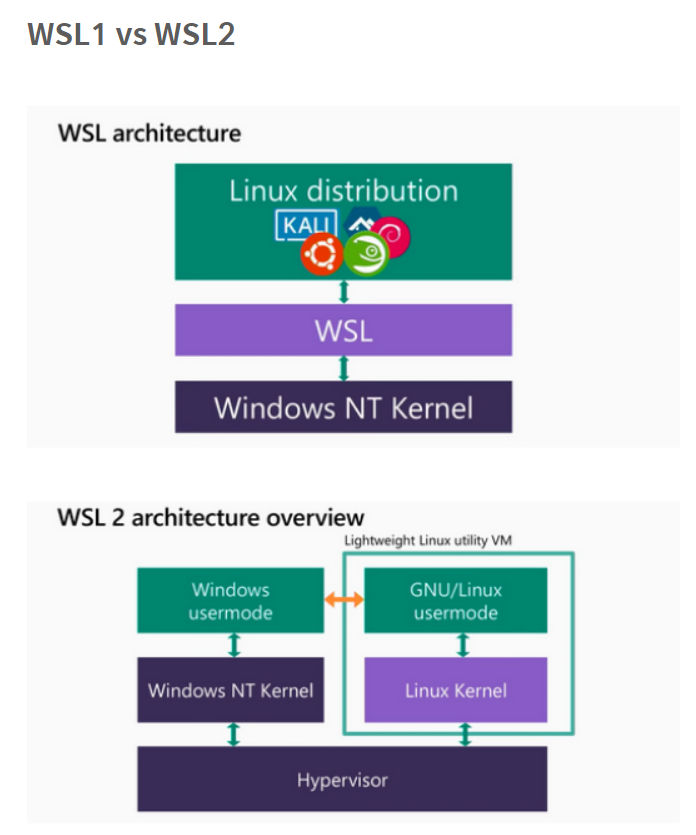 WSL1 vs WSL2
WSL architecture
Linux distribution
KALI
WSL
Windows NT Kernel
WSL 2 architecture overview
Lightweight Linux utility VM
Windows
usermode
GNU/Linux
usermode
Windows NT Kernel
Linux Kernel
Hypervisor